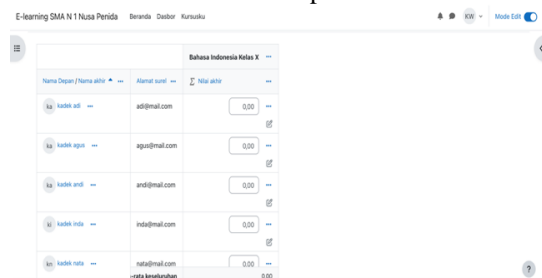 E-learning SMA N 1 Nusa Penida Beranda Dasbor Kursusku KW Mode Edit
Bahasa Indonesia Kelas X
Nama Depan / Nama akhir Alamat surel Σ Nilai akhir
ka kadek adi adi@mail.com 0,00
ka kadek agus agus@mail.com 0,00
ka kadek andi andi@mail.com 0,00
ki kadek inda inda@mail.com 0,00
kn kadek nata nata@mail.com 0,00
-rata keseluruhan 0,00
?